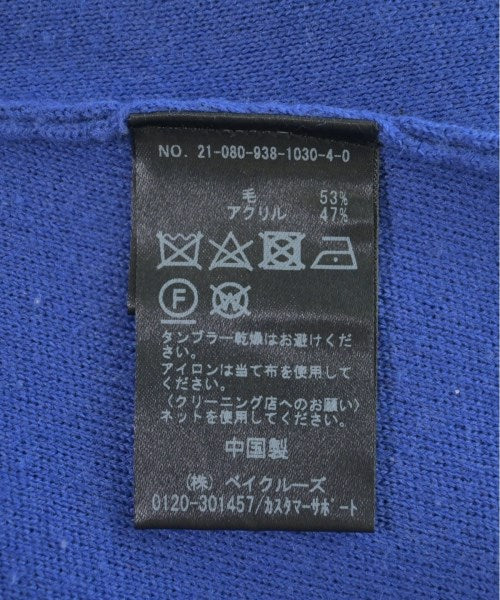 NO. 21-080-938-1030-4-0
毛 53%
アクリル 47%
F W
タンブラー乾燥はお避けくだ
さい。
アイロンは当て布を使用して
ください。
〈クリーニング店へのお願い〉
ネットを使用してください。
中国製
(株) ベイクルーズ
0120-301457/カスタマーサポート